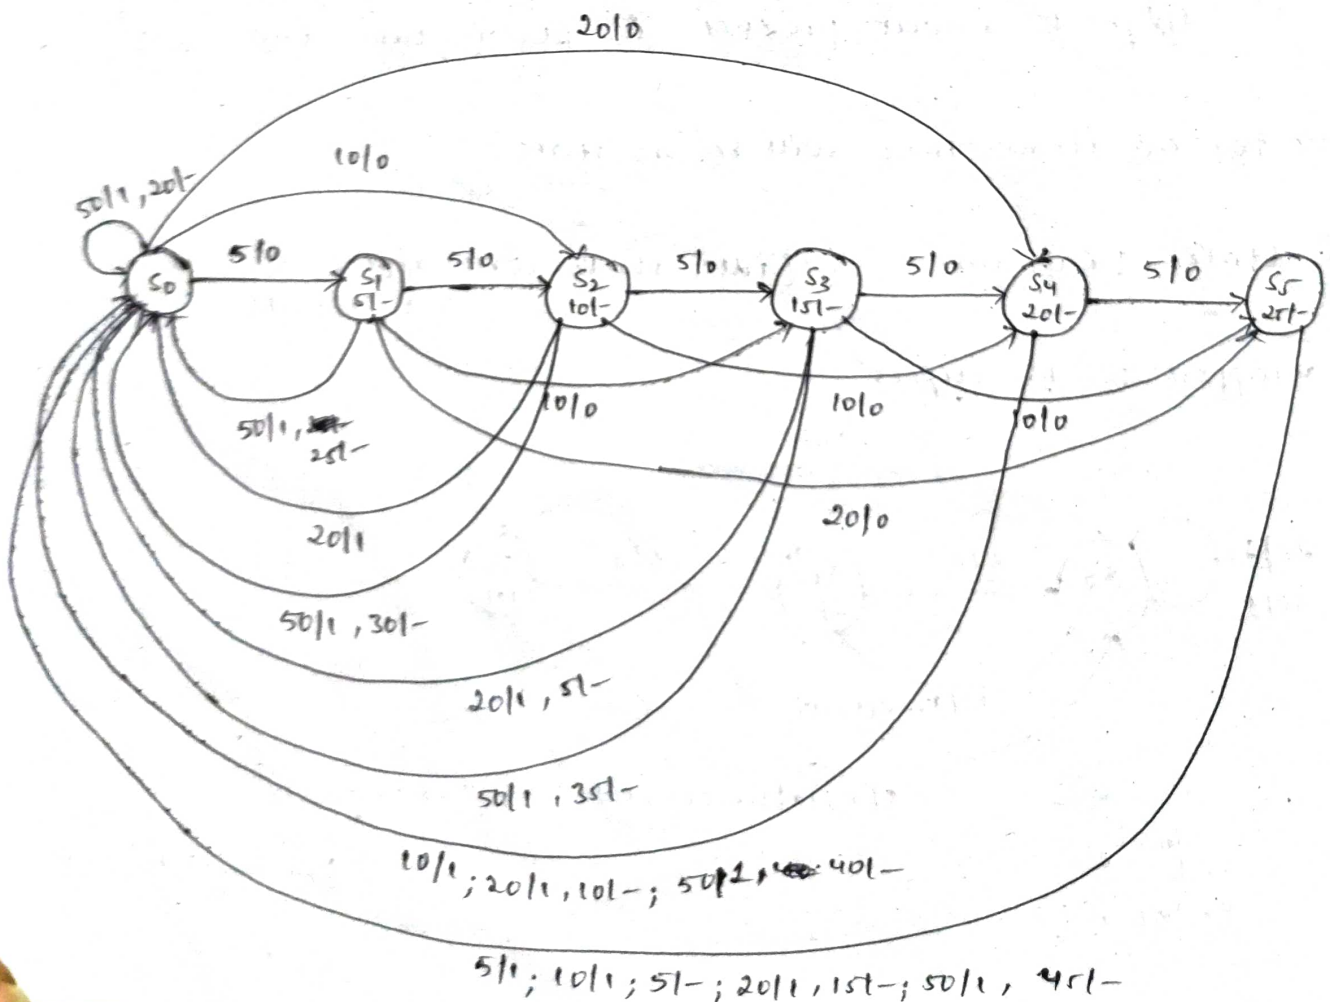 20/0
10/0
50/1, 20/-
S0
5/0
S1
5/-
5/0
S2
10/-
5/0
S3
15/-
5/0
S4
20/-
5/0
S5
25/-
50/1,
25/-
10/0
10/0
10/0
20/1
20/0
50/1, 30/-
20/1, 5/-
50/1, 35/-
10/1; 20/1, 10/-; 50/1, 40/-
5/1; 10/1; 5/-; 20/1, 15/-; 50/1, 45/-